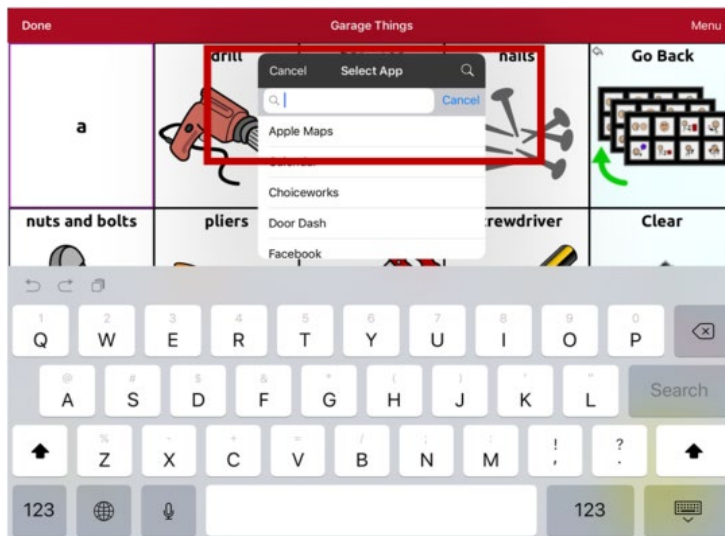 Done Garage Things Menu
drill nails Go Back
Cancel Select App
Cancel
a
Apple Maps
Calendar
Choiceworks
Door Dash
Facebook
nuts and bolts pliers rewdriver Clear
1 2 3 4 5 6 7 8 9 0
Q W E R T Y U I O P
@ # $ & * ( ) ' "
A S D F G H J K L Search
% - + = / ; : ! ?
Z X C V B N M , .
123 123